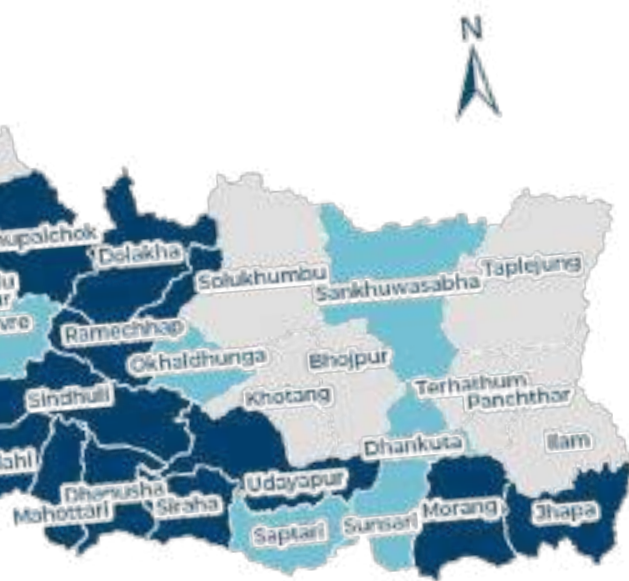 N
Dolakha
Solukhumbu
Taplejung
Sankhuwasabha
Ramechhap
Okhaldhunga
Bhojpur
Terhathum
Panchthar
Khotang
Sindhuli
Dhankuta
Ilam
Udayapur
Dhanusha
Siraha
Mahottari
Morang
Jhapa
Saptari
Sunsari